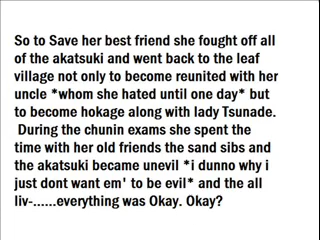 So to Save her best friend she fought off all
of the akatsuki and went back to the leaf
village not only to become reunited with her
uncle *whom she hated until one day* but
to become hokage along with lady Tsunade.
During the chunin exams she spent the
time with her old friends the sand sibs and
the akatsuki became unevil *i dunno why i
just dont want em' to be evil* and the all
liv-......everything was Okay. Okay?